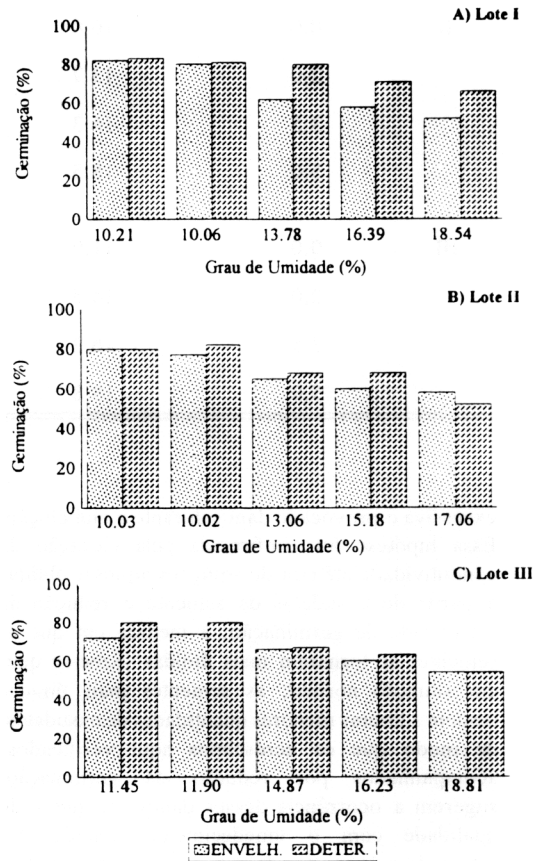 A) Lote I
100
80
60
40
20
0
Germinação (%)
10.21 10.06 13.78 16.39 18.54
Grau de Umidade (%)
B) Lote II
100
80
60
40
20
0
Germinação (%)
10.03 10.02 13.06 15.18 17.06
Grau de Umidade (%)
C) Lote III
100
80
60
40
20
0
Germinação (%)
11.45 11.90 14.87 16.23 18.81
Grau de Umidade (%)
ENVELH. DETER.